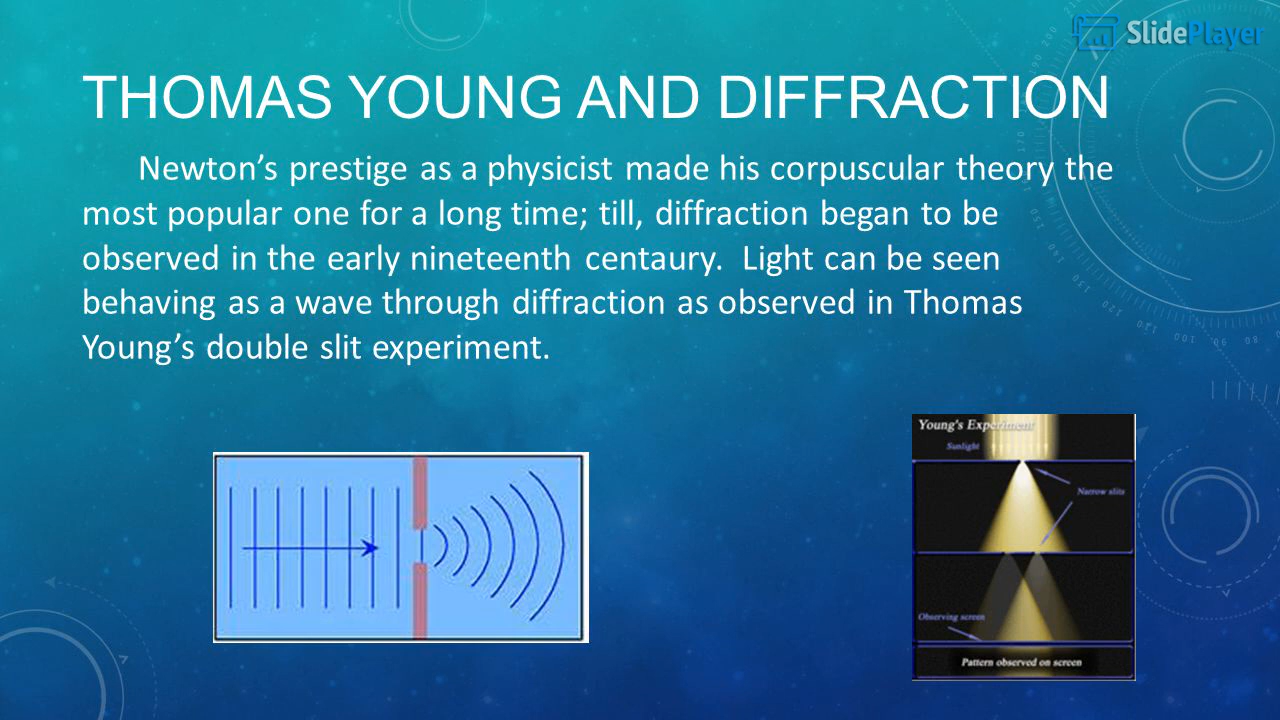 SlidePlayer
THOMAS YOUNG AND DIFFRACTION
Newton’s prestige as a physicist made his corpuscular theory the
most popular one for a long time; till, diffraction began to be
observed in the early nineteenth centaury.  Light can be seen
behaving as a wave through diffraction as observed in Thomas
Young’s double slit experiment.
Young's Experiment
Sunlight
Narrow slits
Observing screen
Pattern observed on screen